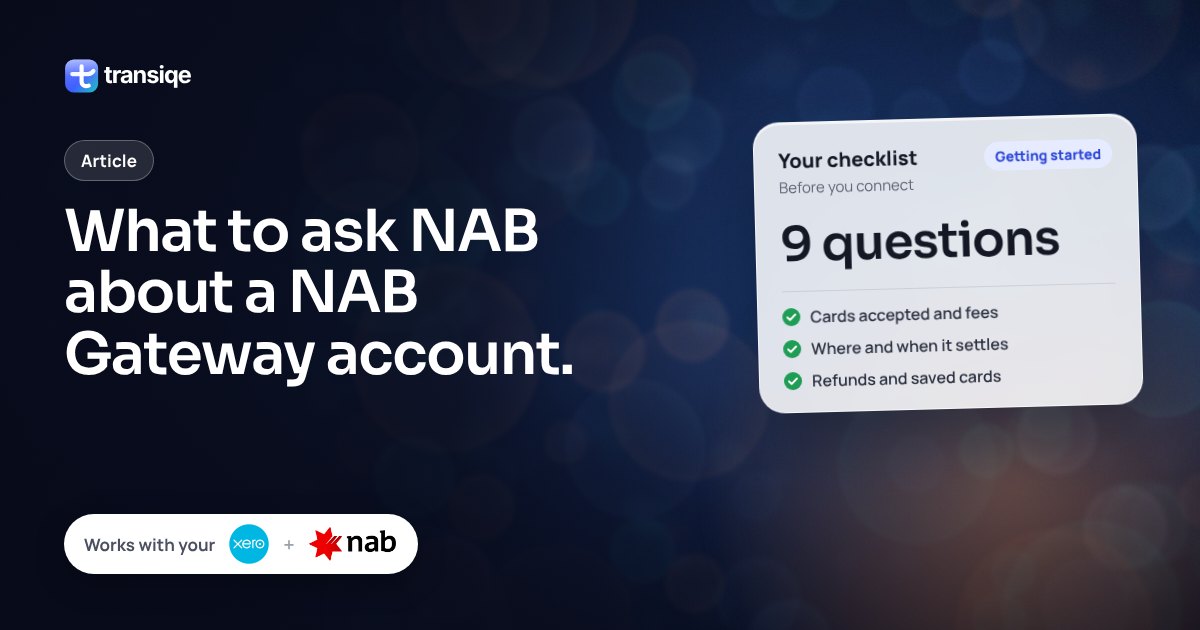 transiqe
Article
What to ask NAB
about a NAB
Gateway account.
Works with your xero + nab
Your checklist
Getting started
Before you connect
9 questions
Cards accepted and fees
Where and when it settles
Refunds and saved cards